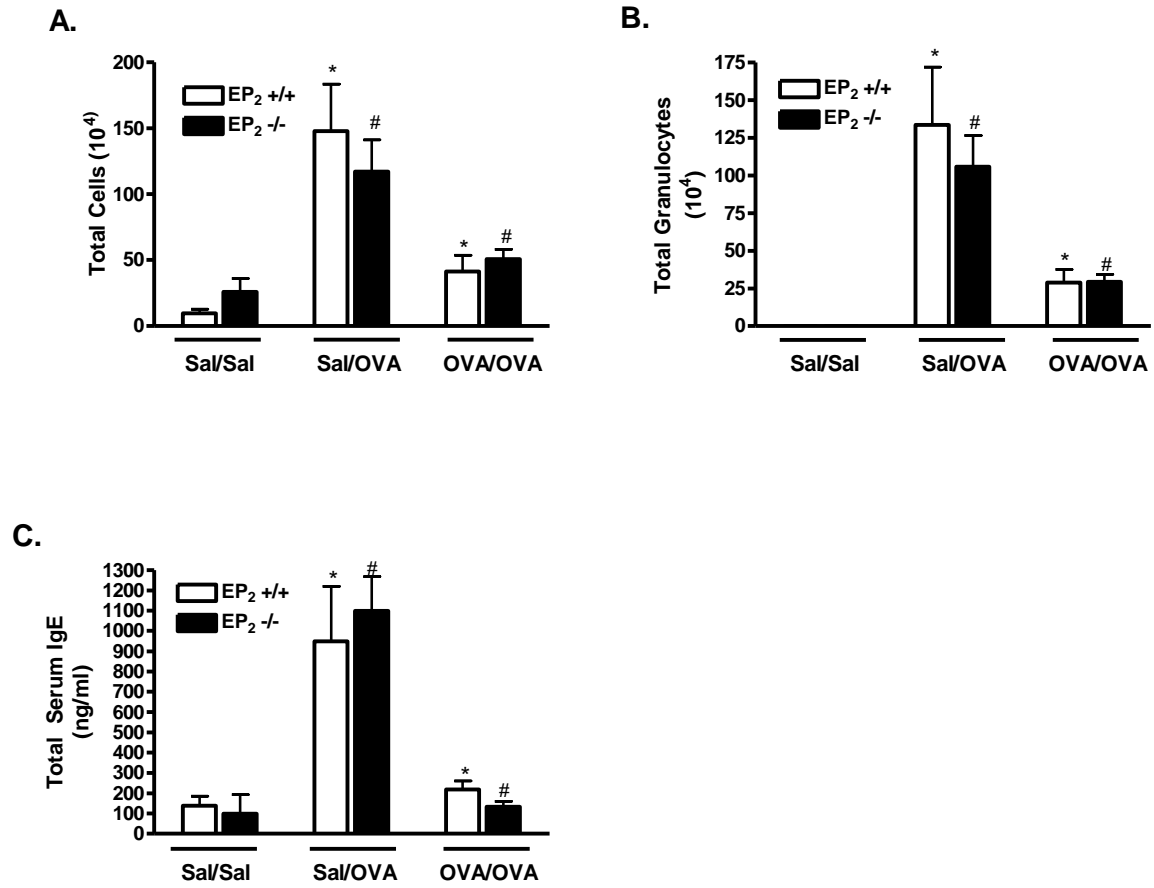 A.
Total Cells (10⁴)
200
150
100
50
0
EP₂ +/+
EP₂ -/-
*
#
*
#
Sal/Sal Sal/OVA OVA/OVA
B.
Total Granulocytes
(10⁴)
175
150
125
100
75
50
25
0
EP₂ +/+
EP₂ -/-
*
#
*
#
Sal/Sal Sal/OVA OVA/OVA
C.
Total Serum IgE
(ng/ml)
1300
1200
1100
1000
900
800
700
600
500
400
300
200
100
0
EP₂ +/+
EP₂ -/-
*
#
*
#
Sal/Sal Sal/OVA OVA/OVA